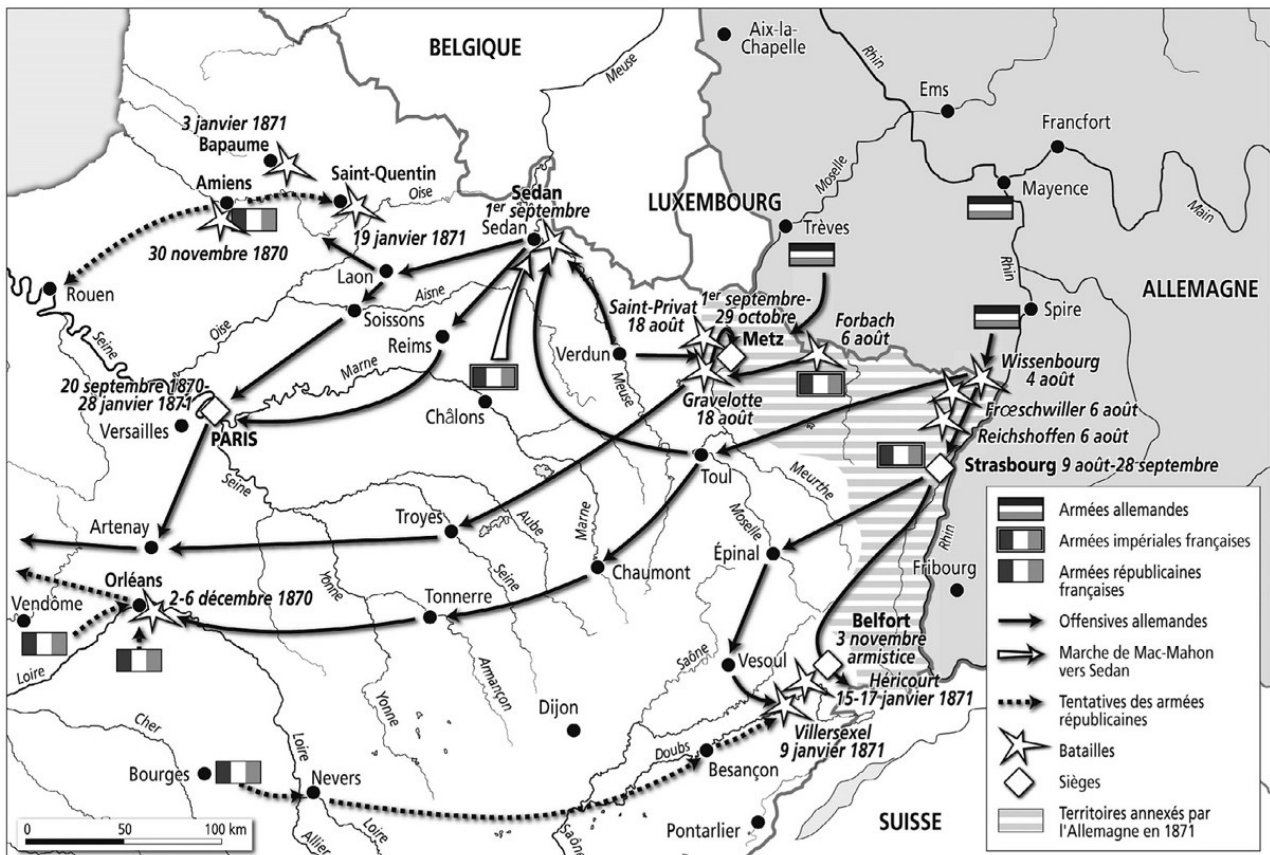 BELGIQUE
Aix-la-
Chapelle
Meuse
Rhin
Ems
Francfort
3 janvier 1871
Bapaume
Saint-Quentin
Oise
Amiens
Sedan
1er septembre
Sedan
LUXEMBOURG
Moselle
Mayence
Main
Trèves
30 novembre 1870
19 janvier 1871
Laon
Rouen
Aisne
Soissons
Oise
Reims
Saint-Privat
18 août
1er septembre-
29 octobre
Metz
Forbach
6 août
Rhin
Spire
ALLEMAGNE
Seine
Marne
Verdun
Meuse
Wissenbourg
4 août
20 septembre 1870-
28 janvier 1871
Versailles
PARIS
Châlons
Gravelotte
18 août
Frœschwiller 6 août
Reichshoffen 6 août
Strasbourg 9 août-28 septembre
Seine
Toul
Meurthe
Artenay
Troyes
Aube
Marne
Moselle
Épinal
Rhin
Fribourg
Chaumont
Seine
Yonne
Orléans
2-6 décembre 1870
Vendôme
Tonnerre
Belfort
3 novembre
armistice
Loire
Armançon
Saône
Vesoul
Héricourt
15-17 janvier 1871
Yonne
Dijon
Villersexel
9 janvier 1871
Cher
Loire
Doubs
Besançon
Bourges
Nevers
0 50 100 km
Allier
Loire
Saône
Pontarlier
SUISSE
Armées allemandes
Armées impériales françaises
Armées républicaines
françaises
Offensives allemandes
Marche de Mac-Mahon
vers Sedan
Tentatives des armées
républicaines
Batailles
Sièges
Territoires annexés par
l'Allemagne en 1871